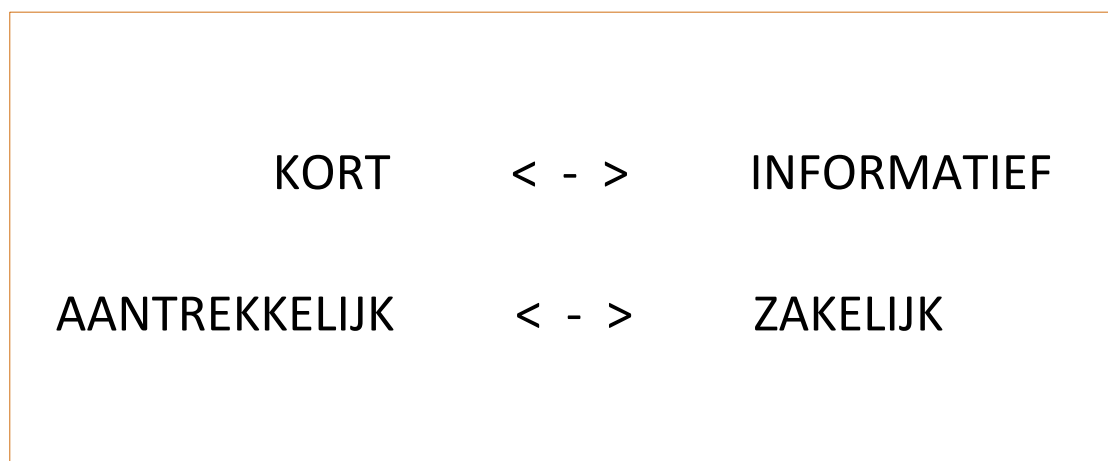 KORT < - > INFORMATIEF
AANTREKKELIJK < - > ZAKELIJK